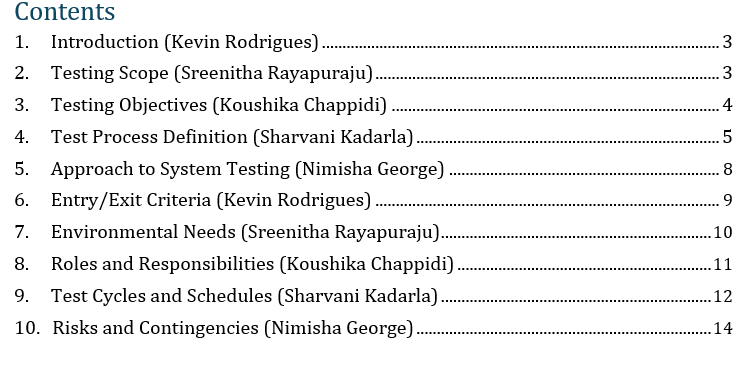 Contents
1. Introduction (Kevin Rodrigues) ........ 3
2. Testing Scope (Sreenitha Rayapuraju) ........ 3
3. Testing Objectives (Koushika Chappidi) ........ 4
4. Test Process Definition (Sharvani Kadarla) ........ 5
5. Approach to System Testing (Nimisha George) ........ 8
6. Entry/Exit Criteria (Kevin Rodrigues) ........ 9
7. Environmental Needs (Sreenitha Rayapuraju) ........ 10
8. Roles and Responsibilities (Koushika Chappidi) ........ 11
9. Test Cycles and Schedules (Sharvani Kadarla) ........ 12
10. Risks and Contingencies (Nimisha George) ........ 14